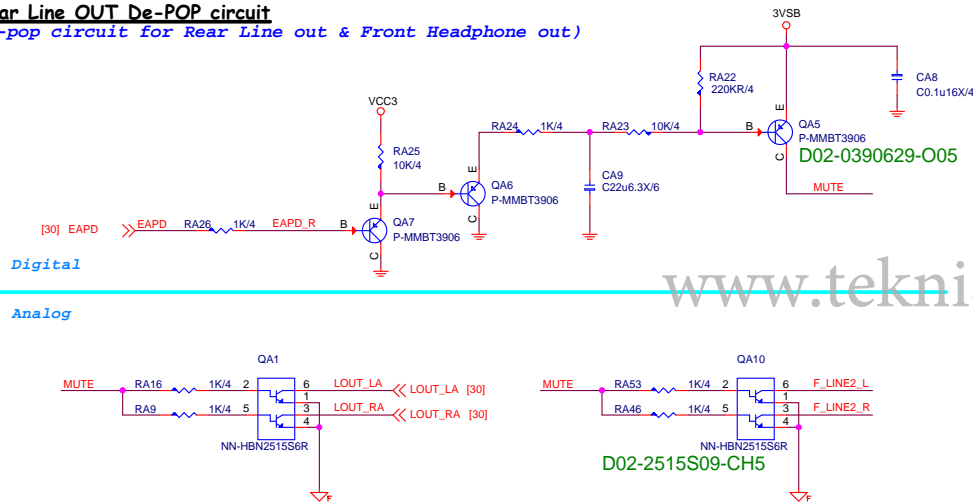 ar Line OUT De-POP circuit
-pop circuit for Rear Line out & Front Headphone out)
3VSB
RA22
220KR/4
CA8
C0.1u16X/4
VCC3
RA25
10K/4
RA24 1K/4
RA23 10K/4
E
B
C
QA5
P-MMBT3906
D02-0390629-O05
MUTE
CA9
C22u6.3X/6
E
B
C
QA6
P-MMBT3906
[30] EAPD
EAPD
RA26 1K/4
EAPD_R
E
B
C
QA7
P-MMBT3906
Digital
www.tekni
Analog
QA1
MUTE
RA16 1K/4 2
6 LOUT_LA
LOUT_LA [30]
1
RA9 1K/4 5
3 LOUT_RA
LOUT_RA [30]
4
NN-HBN2515S6R
F
QA10
MUTE
RA53 1K/4 2
6 F_LINE2_L
1
RA46 1K/4 5
3 F_LINE2_R
4
NN-HBN2515S6R
D02-2515S09-CH5
F